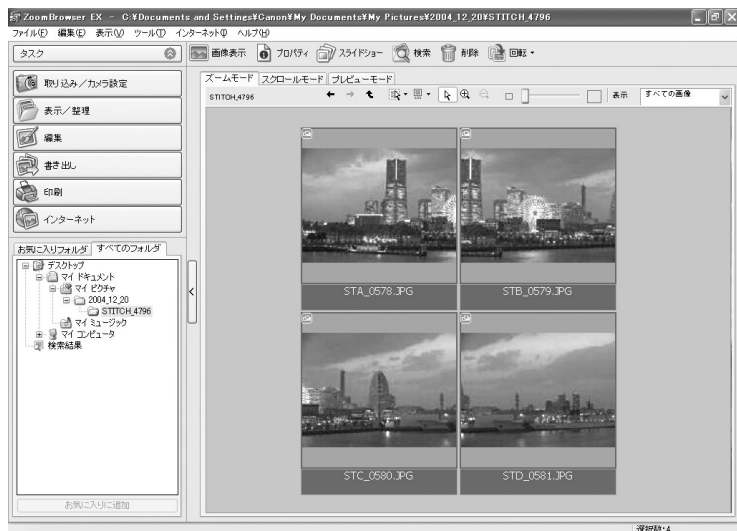 ZoomBrowser EX - C:¥Documents and Settings¥Canon¥My Documents¥My Pictures¥2004_12_20¥STITCH_4796
ファイル(F) 編集(E) 表示(V) ツール(T) インターネット(I) ヘルプ(H)
タスク
画像表示 プロパティ スライドショー 検索 削除 回転
取り込み/カメラ設定
表示/整理
編集
書き出し
印刷
インターネット
ズームモード スクロールモード プレビューモード
STITCH_4796
表示 すべての画像
お気に入りフォルダ すべてのフォルダ
デスクトップ
マイ ドキュメント
マイ ピクチャ
2004_12_20
STITCH_4796
マイ ミュージック
マイ コンピュータ
検索結果
STA_0578.JPG STB_0579.JPG
STC_0580.JPG STD_0581.JPG
お気に入りに追加
選択数:4